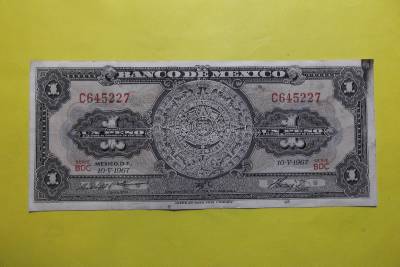 BANCO DE MEXICO
C645227 C645227
1 1
UN PESO UN PESO
MEXICO, D.F.
10-V-1967 10-V-1967
SERIE BDC SERIE BDC
1 1